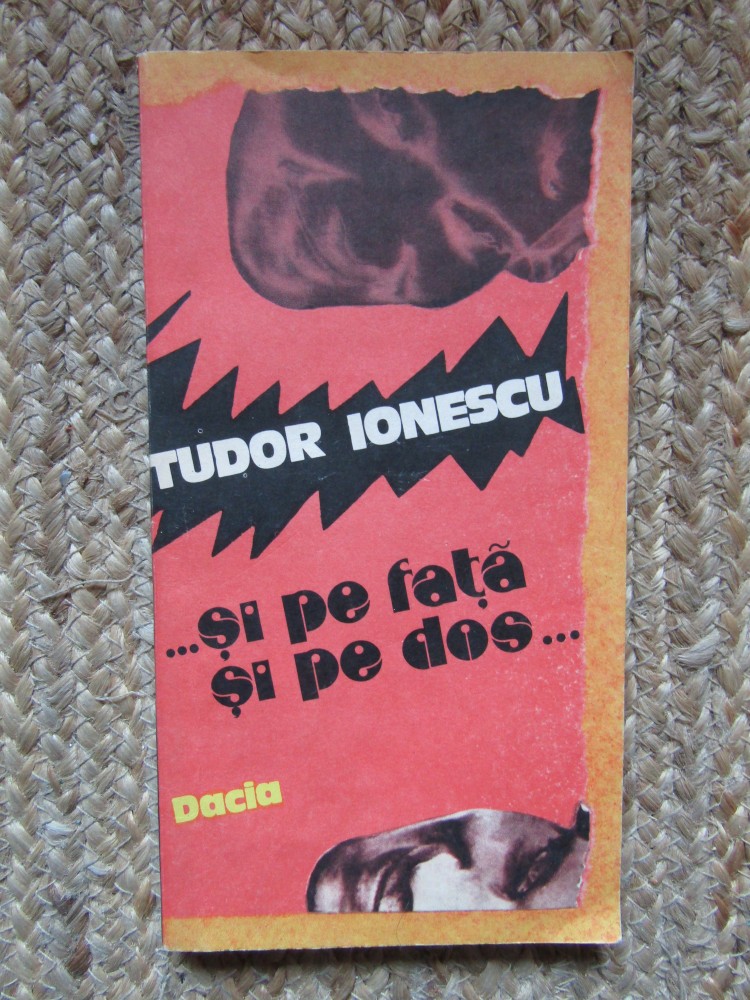 TUDOR IONESCU
...și pe față
și pe dos...
Dacia